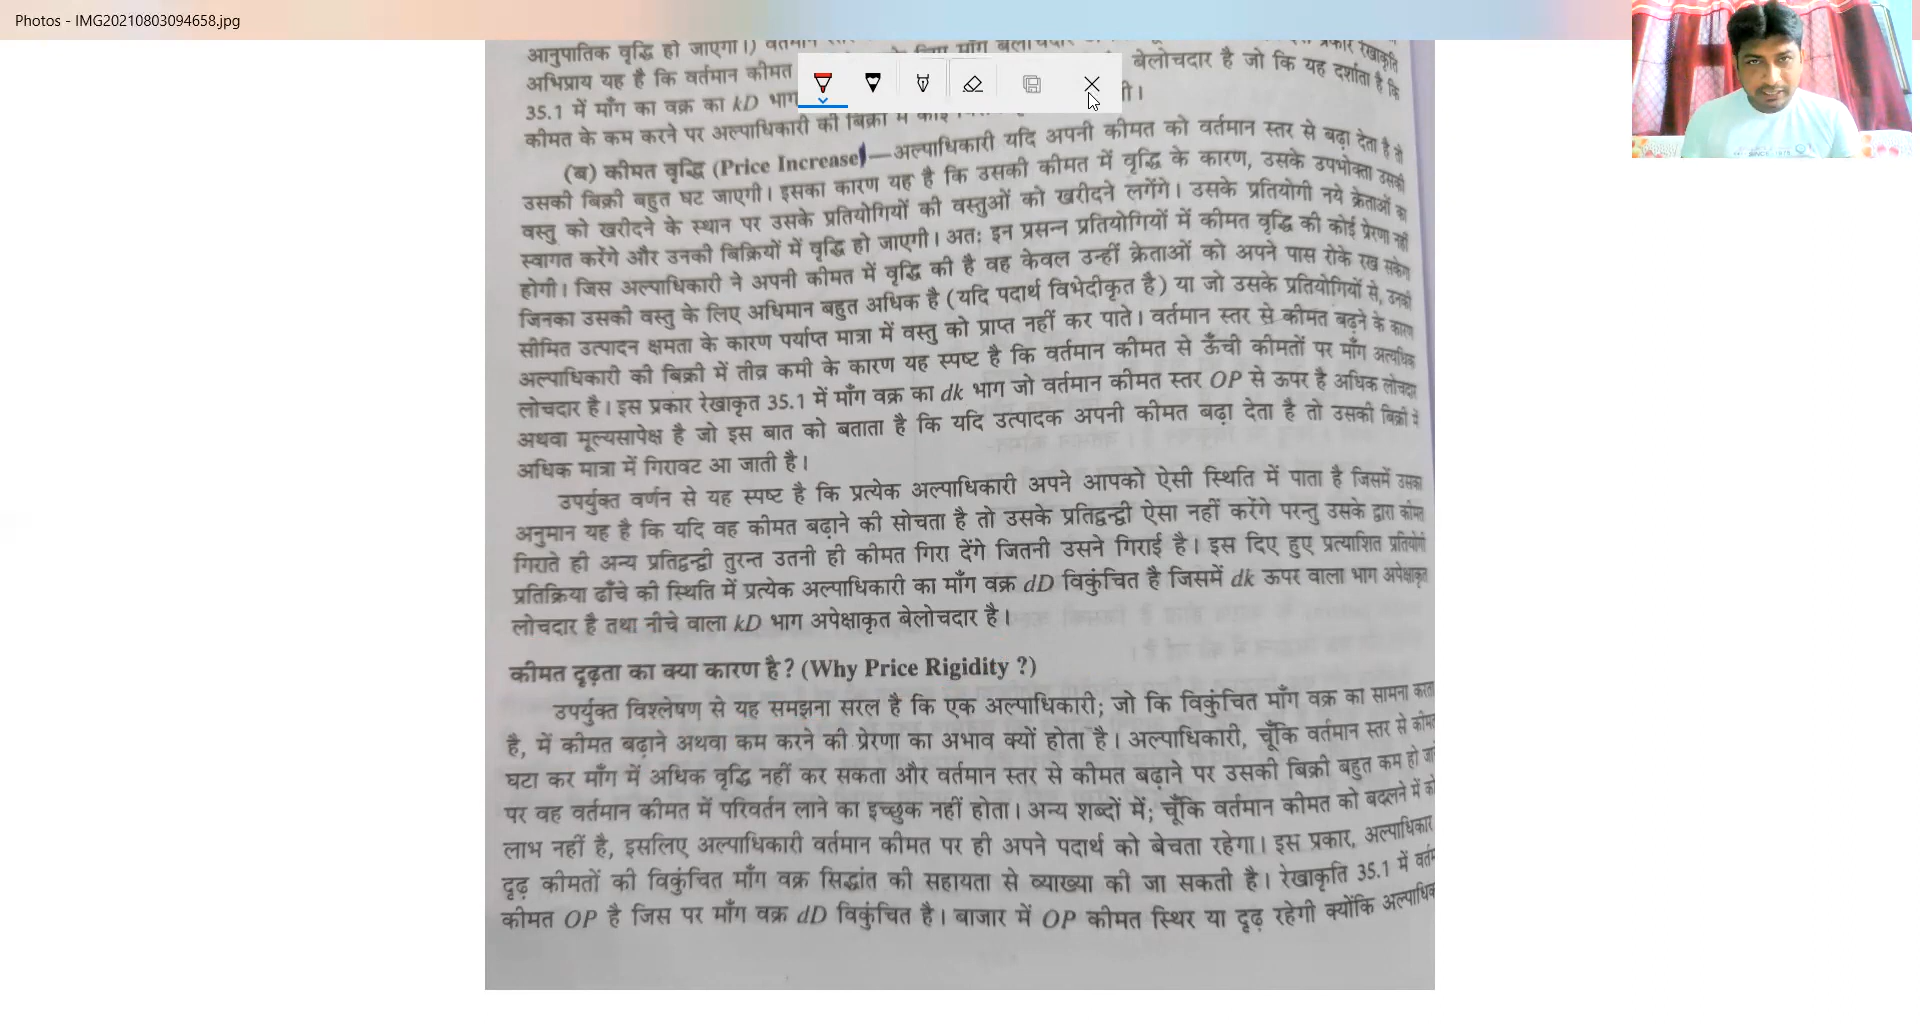 Photos - IMG20210803094658.jpg
आनुपातिक वृद्धि हो जाएगी।) वर्तमान रेखाकृति
अभिप्राय यह है कि वर्तमान कीमत बेलोचदार है जो कि यह दर्शाता है कि
35.1 में माँग का वक्र का kD भाग
कीमत के कम करने पर अल्पाधिकारी की बिक्री में कोई
(ब) कीमत वृद्धि (Price Increase)—अल्पाधिकारी यदि अपनी कीमत को वर्तमान स्तर से बढ़ा देता है तो
उसकी बिक्री बहुत घट जाएगी। इसका कारण यह है कि उसकी कीमत में वृद्धि के कारण, उसके उपभोक्ता उसकी
वस्तु को खरीदने के स्थान पर उसके प्रतियोगियों की वस्तुओं को खरीदने लगेंगे। उसके प्रतियोगी नये क्रेताओं का
स्वागत करेंगे और उनकी बिक्रियों में वृद्धि हो जाएगी। अतः इन प्रसन्न प्रतियोगियों में कीमत वृद्धि की कोई प्रेरणा नहीं
होगी। जिस अल्पाधिकारी ने अपनी कीमत में वृद्धि की है वह केवल उन्हीं क्रेताओं को अपने पास रोके रख सकेगा
जिनका उसकी वस्तु के लिए अधिमान बहुत अधिक है (यदि पदार्थ विभेदीकृत है) या जो उसके प्रतियोगियों से, उनकी
सीमित उत्पादन क्षमता के कारण पर्याप्त मात्रा में वस्तु को प्राप्त नहीं कर पाते। वर्तमान स्तर से कीमत बढ़ने के कारण
अल्पाधिकारी की बिक्री में तीव्र कमी के कारण यह स्पष्ट है कि वर्तमान कीमत से ऊँची कीमतों पर माँग अत्यधिक
लोचदार है। इस प्रकार रेखाकृत 35.1 में माँग वक्र का dk भाग जो वर्तमान कीमत स्तर OP से ऊपर है अधिक लोचदार
अथवा मूल्यसापेक्ष है जो इस बात को बताता है कि यदि उत्पादक अपनी कीमत बढ़ा देता है तो उसकी बिक्री में
अधिक मात्रा में गिरावट आ जाती है।
उपर्युक्त वर्णन से यह स्पष्ट है कि प्रत्येक अल्पाधिकारी अपने आपको ऐसी स्थिति में पाता है जिसमें उसका
अनुमान यह है कि यदि वह कीमत बढ़ाने की सोचता है तो उसके प्रतिद्वन्द्वी ऐसा नहीं करेंगे परन्तु उसके द्वारा कीमत
गिराते ही अन्य प्रतिद्वन्द्वी तुरन्त उतनी ही कीमत गिरा देंगे जितनी उसने गिराई है। इस दिए हुए प्रत्याशित प्रतियोगी
प्रतिक्रिया ढाँचे की स्थिति में प्रत्येक अल्पाधिकारी का माँग वक्र dD विकुंचित है जिसमें dk ऊपर वाला भाग अपेक्षाकृत
लोचदार है तथा नीचे वाला kD भाग अपेक्षाकृत बेलोचदार है।
कीमत दृढ़ता का क्या कारण है? (Why Price Rigidity ?)
उपर्युक्त विश्लेषण से यह समझना सरल है कि एक अल्पाधिकारी; जो कि विकुंचित माँग वक्र का सामना करता
है, में कीमत बढ़ाने अथवा कम करने की प्रेरणा का अभाव क्यों होता है। अल्पाधिकारी, चूँकि वर्तमान स्तर से कीमत
घटा कर माँग में अधिक वृद्धि नहीं कर सकता और वर्तमान स्तर से कीमत बढ़ाने पर उसकी बिक्री बहुत कम हो
पर वह वर्तमान कीमत में परिवर्तन लाने का इच्छुक नहीं होता। अन्य शब्दों में; चूँकि वर्तमान कीमत को बदलने में
लाभ नहीं है, इसलिए अल्पाधिकारी वर्तमान कीमत पर ही अपने पदार्थ को बेचता रहेगा। इस प्रकार, अल्पाधिकार
दृढ़ कीमतों की विकुंचित माँग वक्र सिद्धांत की सहायता से व्याख्या की जा सकती है। रेखाकृति 35.1 में
कीमत OP है जिस पर माँग वक्र dD विकुंचित है। बाजार में OP कीमत स्थिर या दृढ़ रहेगी क्योंकि